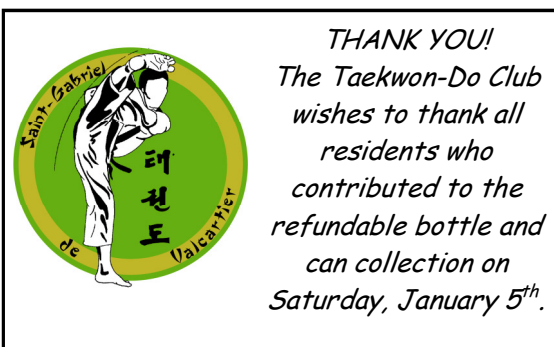 Saint-Gabriel
de
Valcartier
태
권
도
THANK YOU!
The Taekwon-Do Club
wishes to thank all
residents who
contributed to the
refundable bottle and
can collection on
Saturday, January 5th.